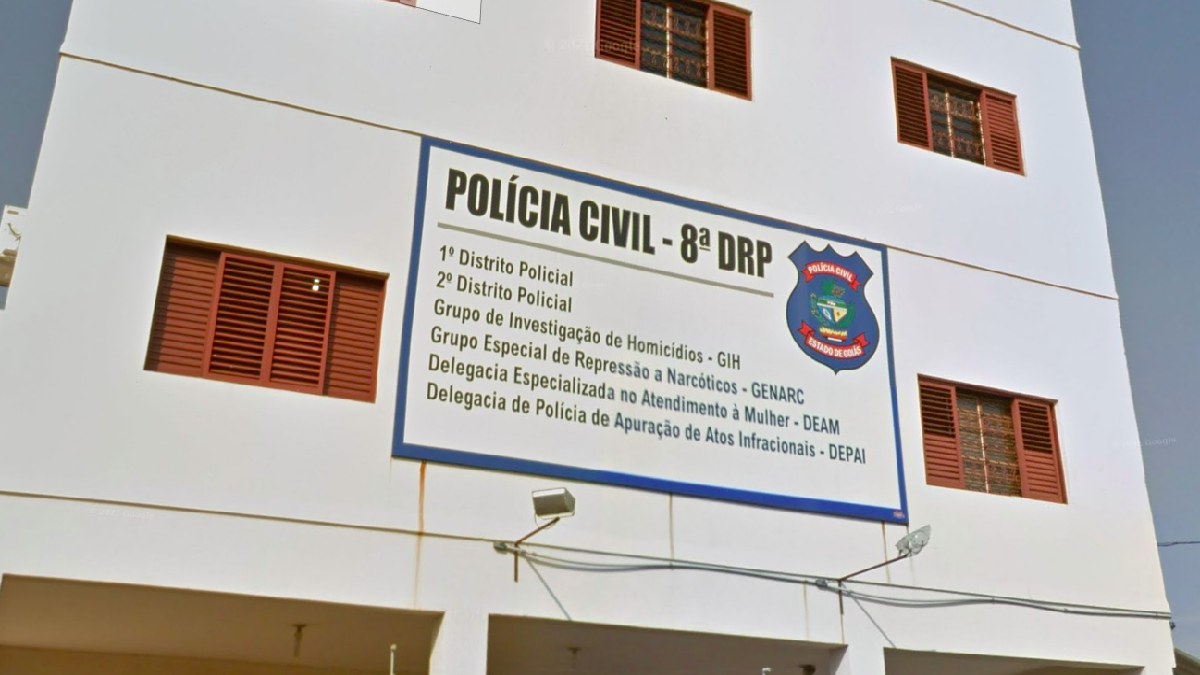 POLÍCIA CIVIL - 8ª DRP
1º Distrito Policial
2º Distrito Policial
Grupo de Investigação de Homicídios - GIH
Grupo Especial de Repressão a Narcóticos - GENARC
Delegacia Especializada no Atendimento à Mulher - DEAM
Delegacia de Polícia de Apuração de Atos Infracionais - DEPAI
POLÍCIA CIVIL
ESTADO DE GOIÁS